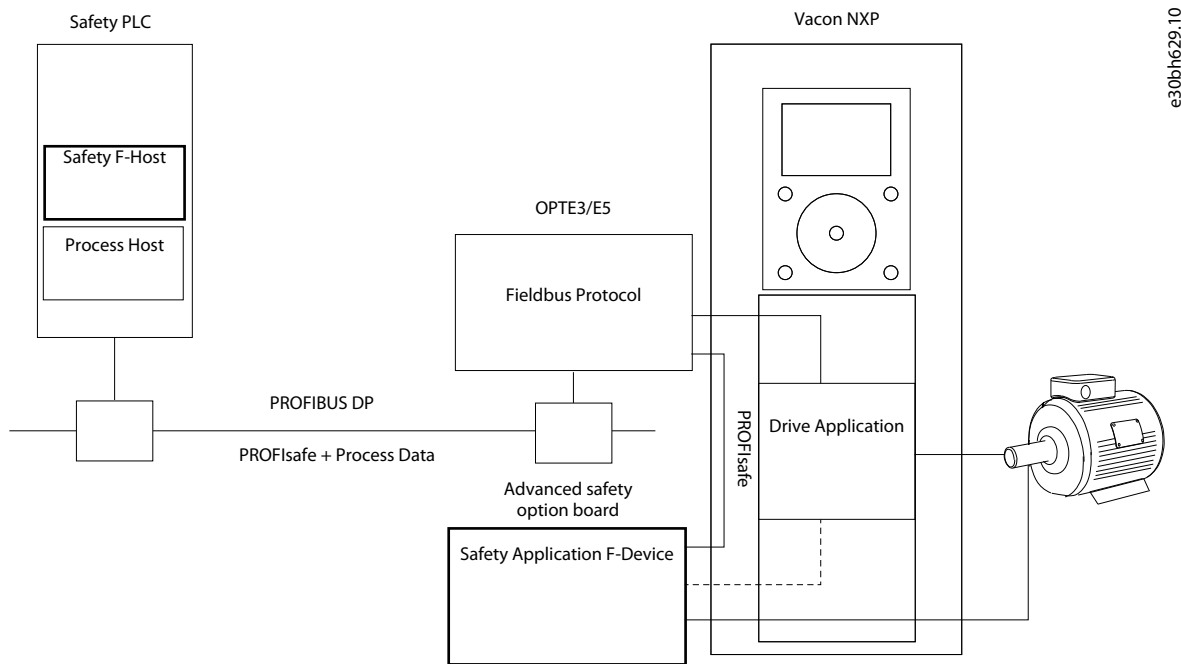 Safety PLC
Vacon NXP
e30bh629.10
Safety F-Host
Process Host
OPTE3/E5
Fieldbus Protocol
PROFIBUS DP
PROFIsafe + Process Data
PROFIsafe
Drive Application
Advanced safety
option board
Safety Application F-Device